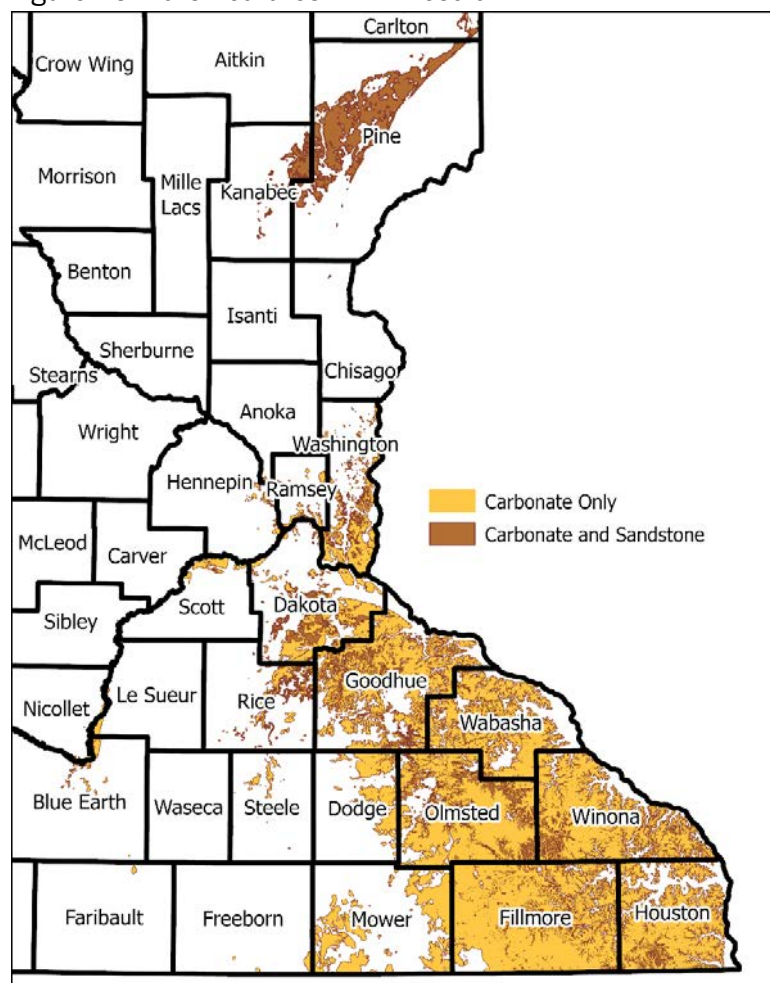 Carlton
Aitkin
Crow Wing
Pine
Morrison
Mille
Lacs
Kanabec
Benton
Isanti
Sherburne
Stearns
Chisago
Anoka
Wright
Washington
Hennepin
Ramsey
Carbonate Only
Carbonate and Sandstone
McLeod
Carver
Scott
Dakota
Sibley
Goodhue
Le Sueur
Rice
Nicollet
Wabasha
Blue Earth
Waseca
Steele
Dodge
Olmsted
Winona
Faribault
Freeborn
Mower
Fillmore
Houston